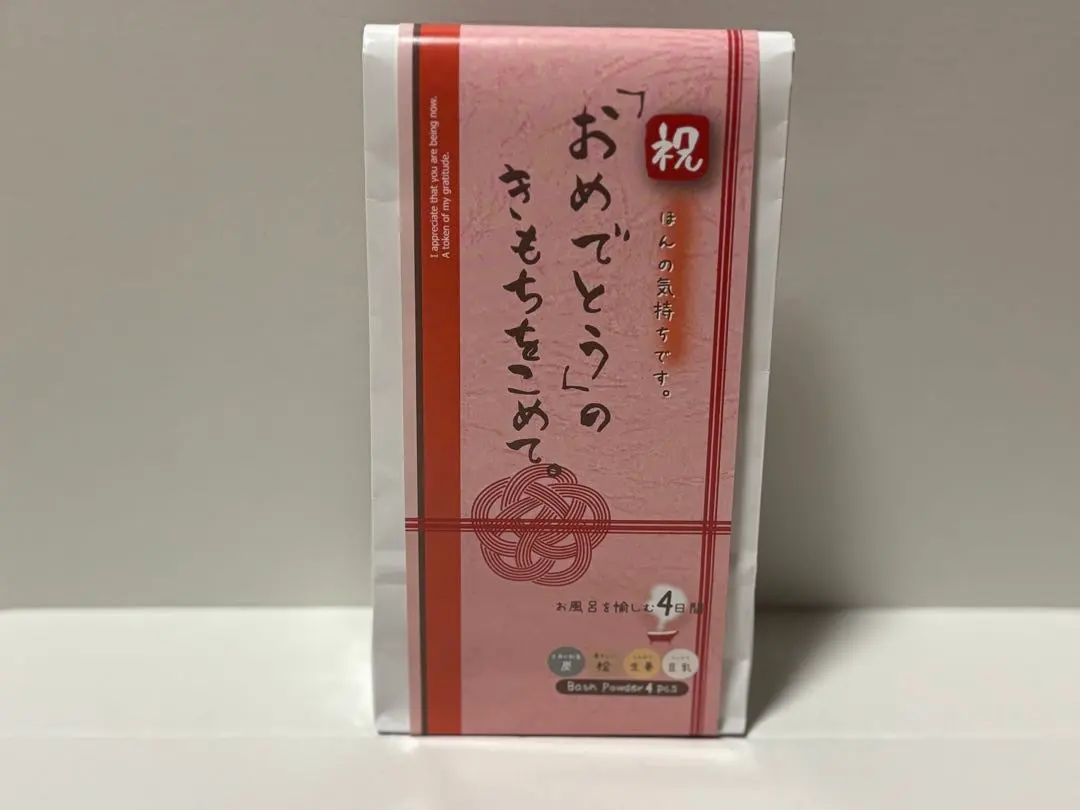 祝
ほんの気持ちです。
「おめでとう」の
きもちをこめて。
I appreciate that you are being now.
A token of my gratitude.
お風呂を愉しむ4日間
炭
桧
生姜
豆乳
Bash Powder 4 pcs